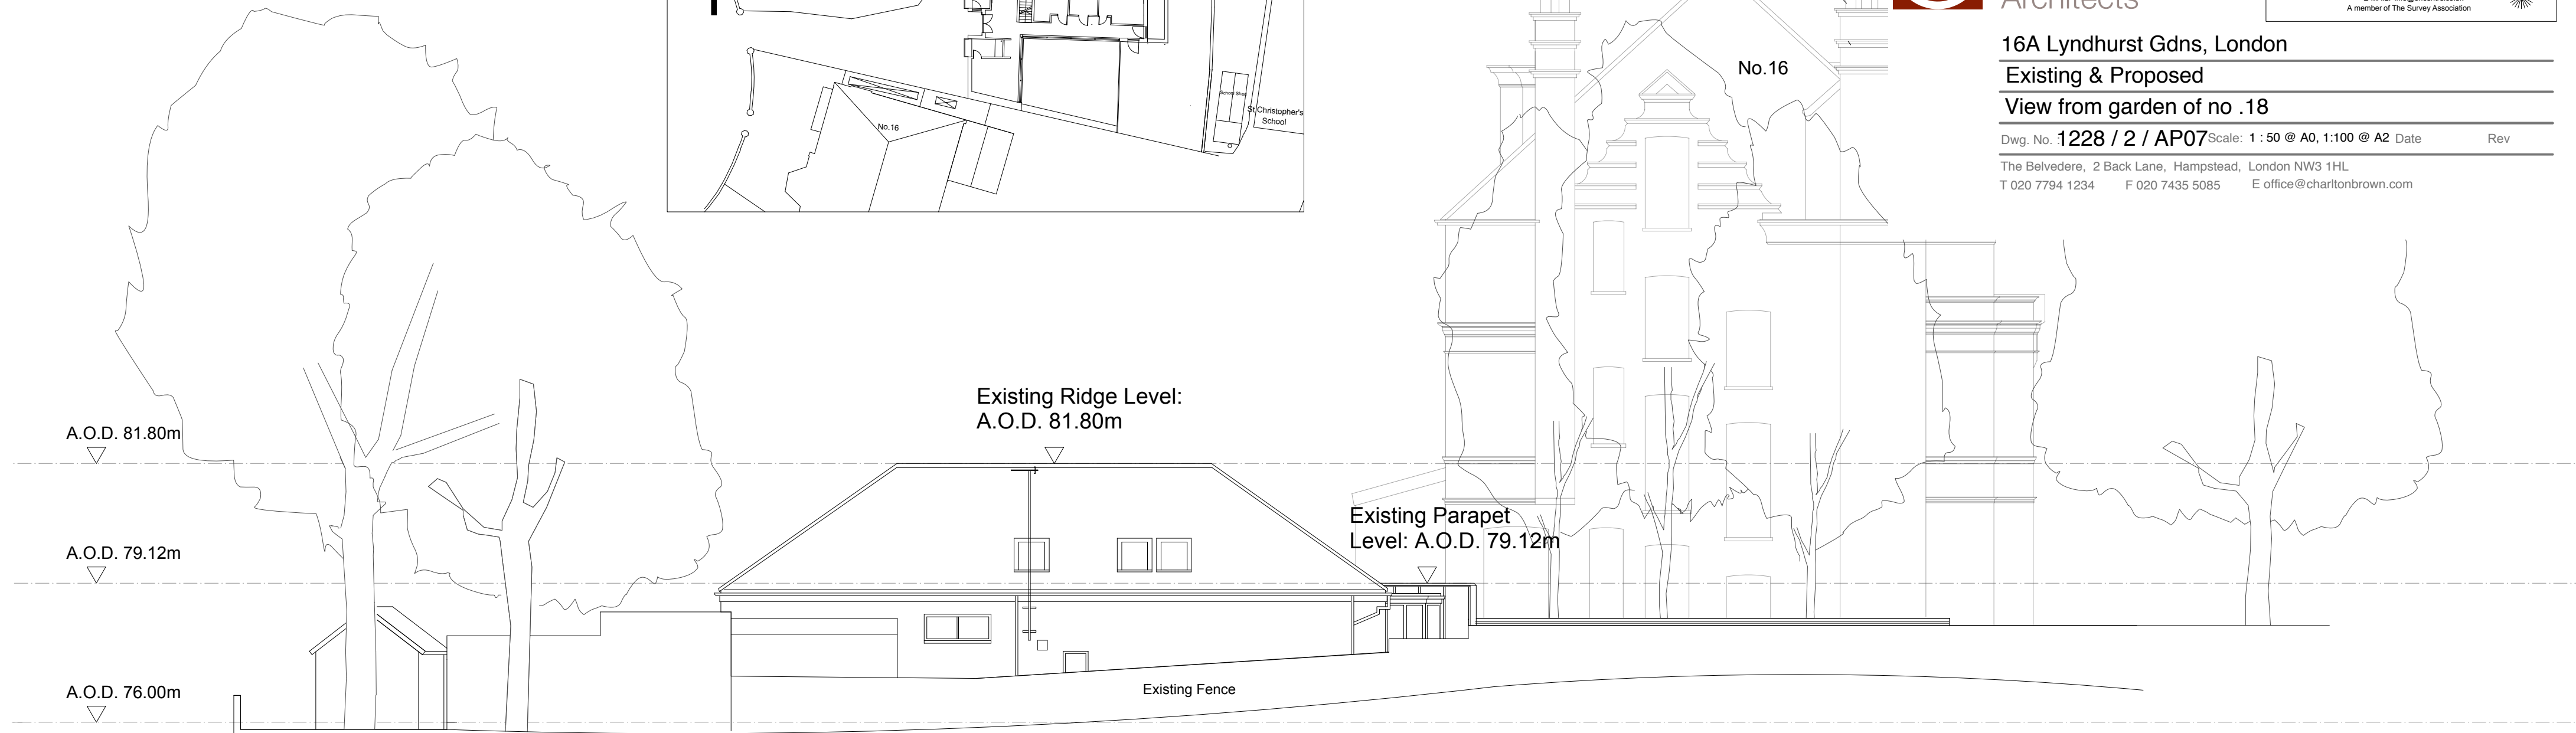 Architects
A member of The Survey Association
16A Lyndhurst Gdns, London
Existing & Proposed
View from garden of no .18
Dwg. No. : 1228 / 2 / AP07 Scale: 1 : 50 @ A0, 1:100 @ A2 Date Rev
The Belvedere, 2 Back Lane, Hampstead, London NW3 1HL
T 020 7794 1234 F 020 7435 5085 E office@charltonbrown.com
No.16
School Shed
St Christopher's
School
No.16
Existing Ridge Level:
A.O.D. 81.80m
A.O.D. 81.80m
Existing Parapet
Level: A.O.D. 79.12m
A.O.D. 79.12m
A.O.D. 76.00m
Existing Fence